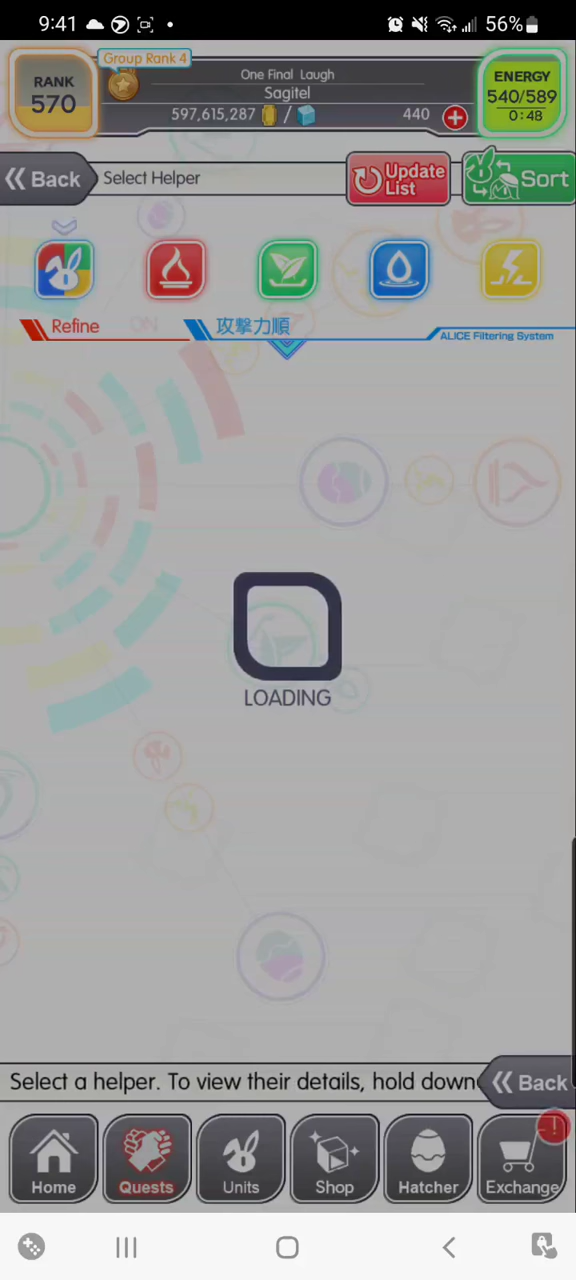 9:41
56%
Group Rank 4
RANK
570
One Final Laugh
Sagitel
597,615,287
/
440
ENERGY
540/589
0:48
Back
Select Helper
Update
List
Sort
Refine
ON
攻撃力順
ALICE Filtering System
LOADING
Select a helper. To view their details, hold down
Back
Home
Quests
Units
Shop
Hatcher
Exchange